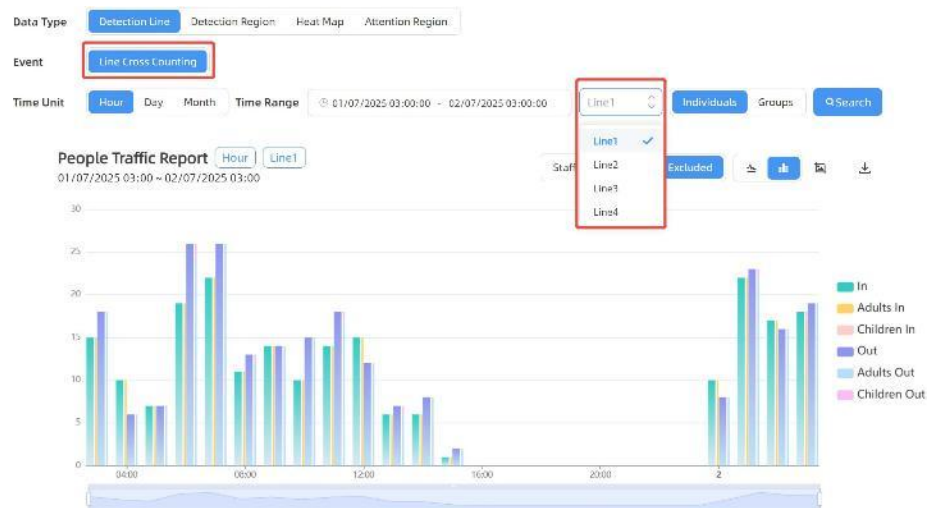 Data Type Detection Line Detection Region Heat Map Attention Region
Event Line Cross Counting
Time Unit Hour Day Month Time Range 01/07/2025 03:00:00 - 02/07/2025 03:00:00 Line1 Individuals Groups Search
Line1
Line2
Line3
Line4
People Traffic Report Hour Line1
Staff Excluded
01/07/2025 03:00 ~ 02/07/2025 03:00
30
25
20
15
10
5
0
04:00 08:00 12:00 16:00 20:00 2
In
Adults In
Children In
Out
Adults Out
Children Out